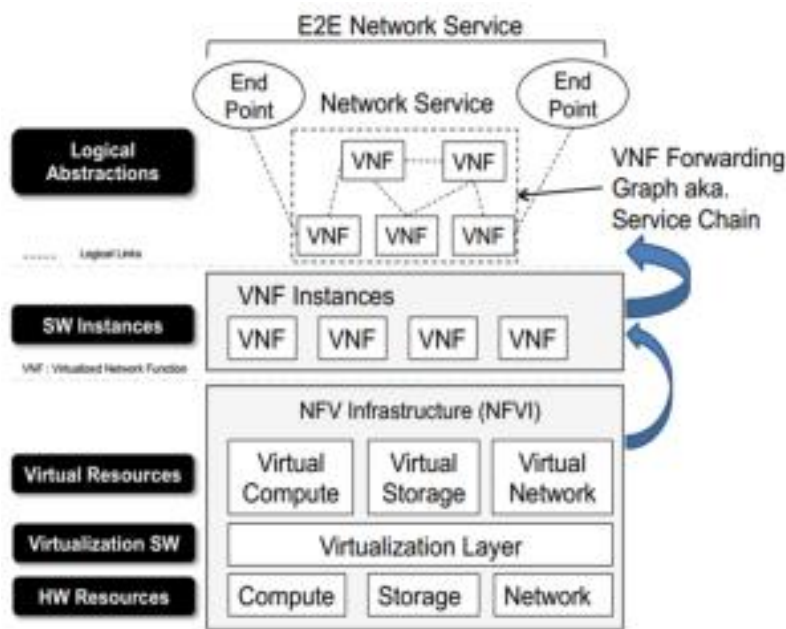 E2E Network Service
End
Point
Network Service
End
Point
Logical
Abstractions
VNF
VNF
VNF
VNF
VNF
VNF Forwarding
Graph aka.
Service Chain
Logical Links
VNF Instances
SW Instances
VNF
VNF
VNF
VNF
VNF : Virtualized Network Function
NFV Infrastructure (NFVI)
Virtual Resources
Virtual
Compute
Virtual
Storage
Virtual
Network
Virtualization SW
Virtualization Layer
HW Resources
Compute
Storage
Network